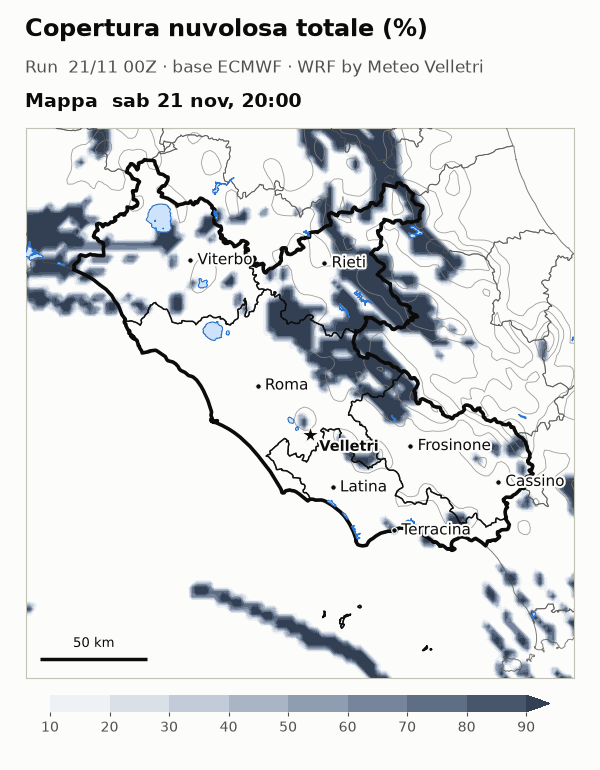 Copertura nuvolosa totale (%)
Run 21/11 00Z · base ECMWF · WRF by Meteo Velletri
Mappa sab 21 nov, 20:00
Viterbo
Rieti
Roma
Velletri
Frosinone
Cassino
Latina
Terracina
50 km
10 20 30 40 50 60 70 80 90